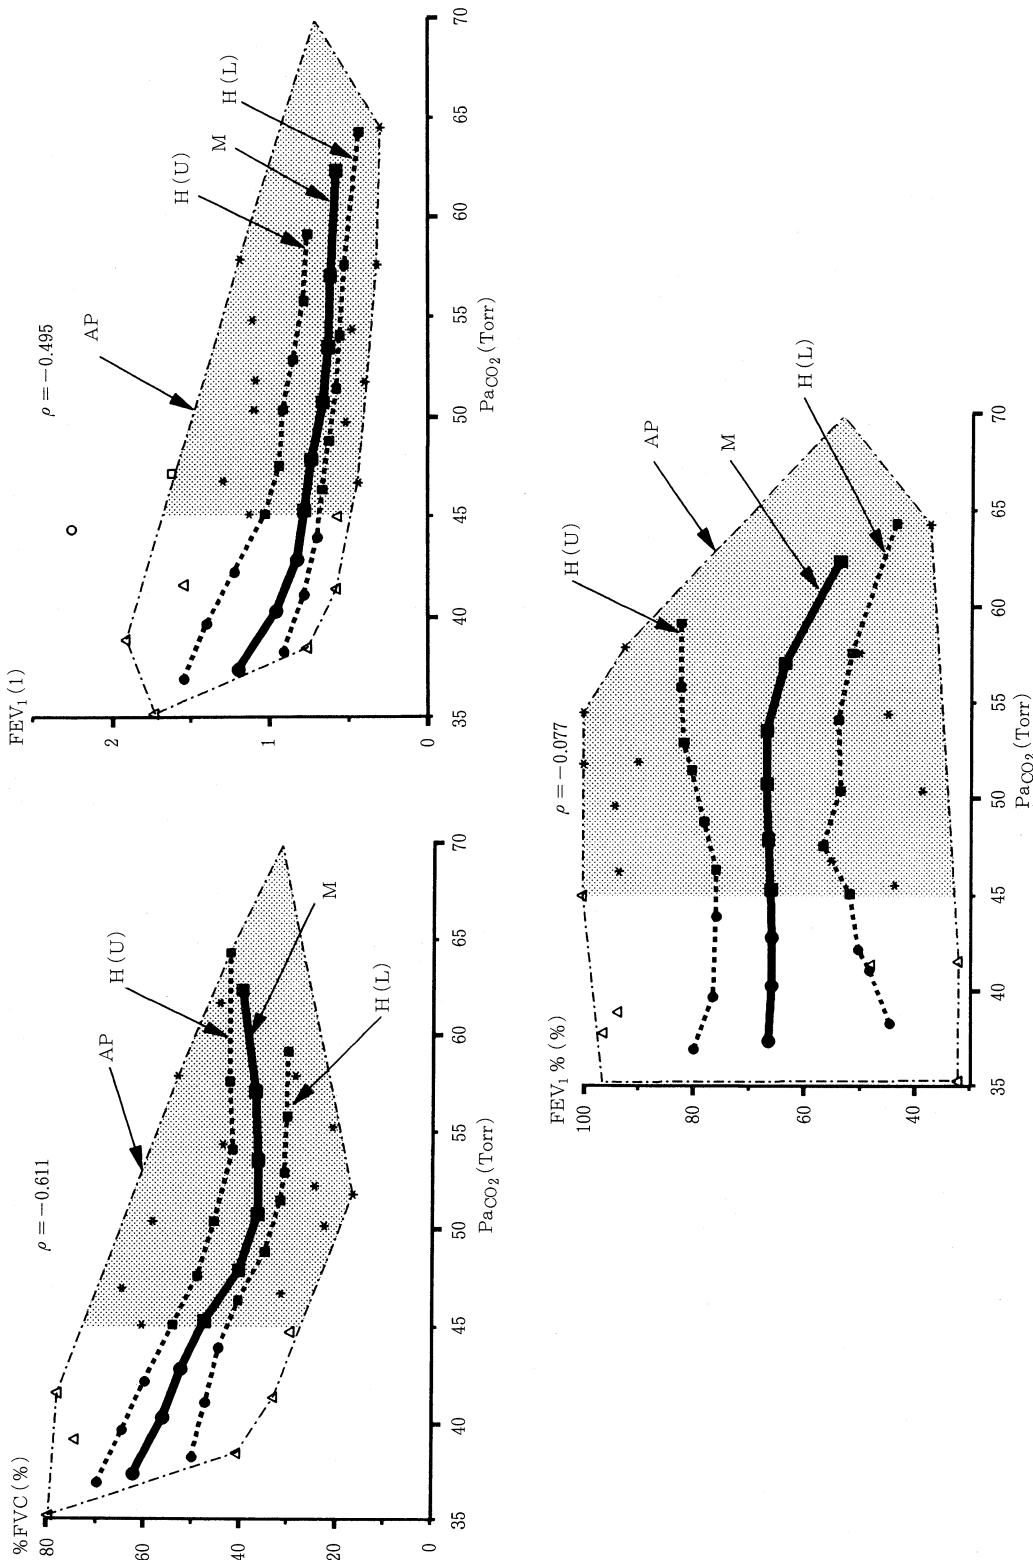 %FVC (%)
ρ = −0.611
AP
H (U)
M
H (L)
80
60
40
20
0
35
40
45
50
55
60
65
70
PaCO2 (Torr)
FEV1 (1)
ρ = −0.495
AP
H (U)
M
H (L)
2
1
0
35
40
45
50
55
60
65
70
PaCO2 (Torr)
FEV1 % (%)
ρ = −0.077
AP
H (U)
M
H (L)
100
80
60
40
35
40
45
50
55
60
65
70
PaCO2 (Torr)